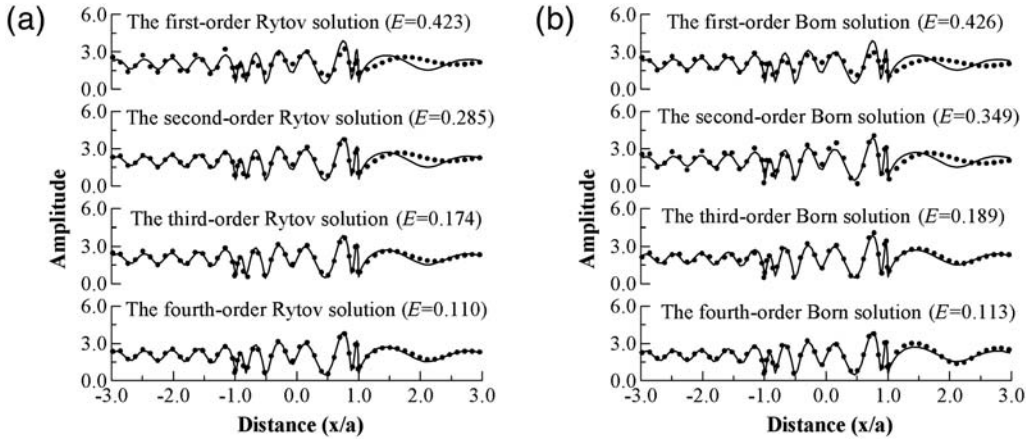 (a)
The first-order Rytov solution (E=0.423)
6.0
3.0
0.0
The second-order Rytov solution (E=0.285)
6.0
3.0
0.0
The third-order Rytov solution (E=0.174)
6.0
3.0
0.0
The fourth-order Rytov solution (E=0.110)
6.0
3.0
0.0
Amplitude
-3.0 -2.0 -1.0 0.0 1.0 2.0 3.0
Distance (x/a)
(b)
The first-order Born solution (E=0.426)
6.0
3.0
0.0
The second-order Born solution (E=0.349)
6.0
3.0
0.0
The third-order Born solution (E=0.189)
6.0
3.0
0.0
The fourth-order Born solution (E=0.113)
6.0
3.0
0.0
Amplitude
-3.0 -2.0 -1.0 0.0 1.0 2.0 3.0
Distance (x/a)